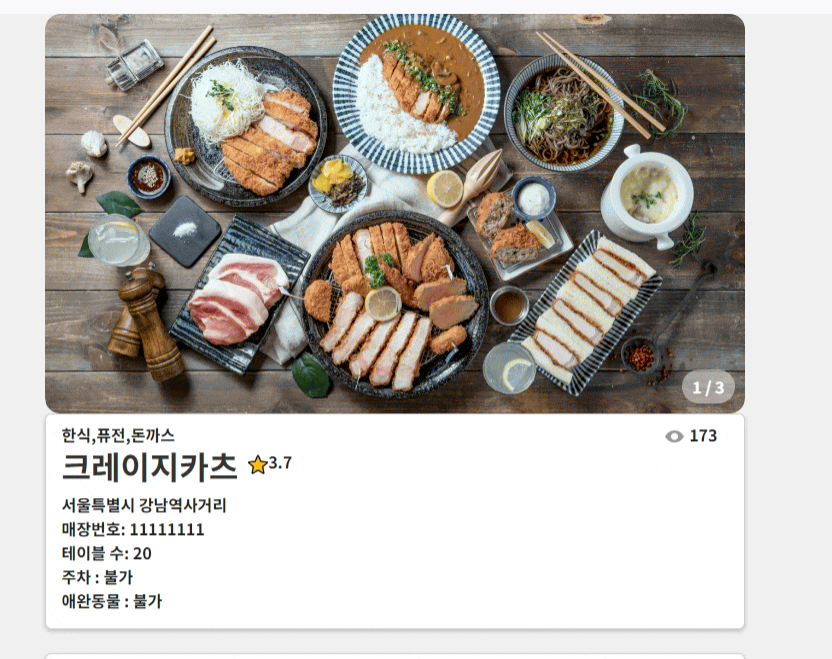 1 / 3
한식,퓨전,돈까스
173
크레이지카츠
3.7
서울특별시 강남역사거리
매장번호: 11111111
테이블 수: 20
주차 : 불가
애완동물 : 불가